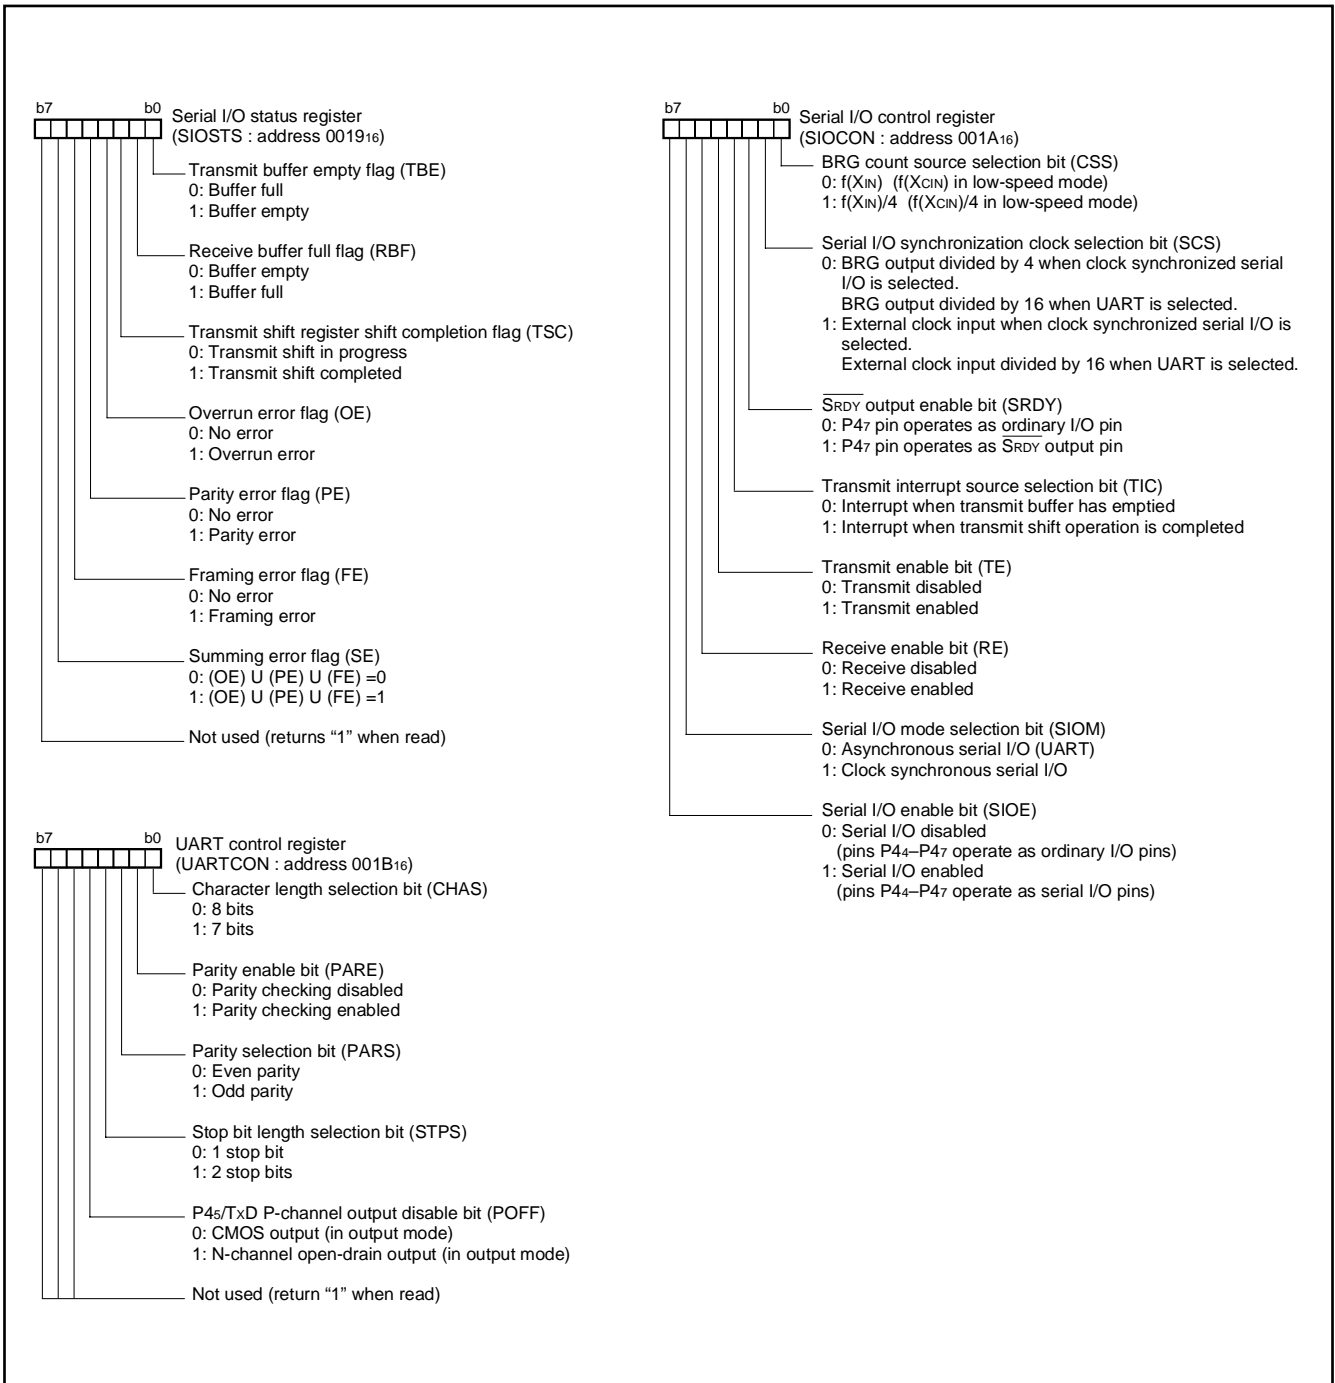 b7 b0
Serial I/O status register
(SIOSTS : address 0019₁₆)
Transmit buffer empty flag (TBE)
0: Buffer full
1: Buffer empty
Receive buffer full flag (RBF)
0: Buffer empty
1: Buffer full
Transmit shift register shift completion flag (TSC)
0: Transmit shift in progress
1: Transmit shift completed
Overrun error flag (OE)
0: No error
1: Overrun error
Parity error flag (PE)
0: No error
1: Parity error
Framing error flag (FE)
0: No error
1: Framing error
Summing error flag (SE)
0: (OE) U (PE) U (FE) =0
1: (OE) U (PE) U (FE) =1
Not used (returns “1” when read)
b7 b0
UART control register
(UARTCON : address 001B₁₆)
Character length selection bit (CHAS)
0: 8 bits
1: 7 bits
Parity enable bit (PARE)
0: Parity checking disabled
1: Parity checking enabled
Parity selection bit (PARS)
0: Even parity
1: Odd parity
Stop bit length selection bit (STPS)
0: 1 stop bit
1: 2 stop bits
P4₅/TxD P-channel output disable bit (POFF)
0: CMOS output (in output mode)
1: N-channel open-drain output (in output mode)
Not used (return “1” when read)
b7 b0
Serial I/O control register
(SIOCON : address 001A₁₆)
BRG count source selection bit (CSS)
0: f(XIN) (f(XCIN) in low-speed mode)
1: f(XIN)/4 (f(XCIN)/4 in low-speed mode)
Serial I/O synchronization clock selection bit (SCS)
0: BRG output divided by 4 when clock synchronized serial
I/O is selected.
BRG output divided by 16 when UART is selected.
1: External clock input when clock synchronized serial I/O is
selected.
External clock input divided by 16 when UART is selected.
S̅R̅D̅Y̅ output enable bit (SRDY)
0: P4₇ pin operates as ordinary I/O pin
1: P4₇ pin operates as S̅R̅D̅Y̅ output pin
Transmit interrupt source selection bit (TIC)
0: Interrupt when transmit buffer has emptied
1: Interrupt when transmit shift operation is completed
Transmit enable bit (TE)
0: Transmit disabled
1: Transmit enabled
Receive enable bit (RE)
0: Receive disabled
1: Receive enabled
Serial I/O mode selection bit (SIOM)
0: Asynchronous serial I/O (UART)
1: Clock synchronous serial I/O
Serial I/O enable bit (SIOE)
0: Serial I/O disabled
(pins P4₄–P4₇ operate as ordinary I/O pins)
1: Serial I/O enabled
(pins P4₄–P4₇ operate as serial I/O pins)